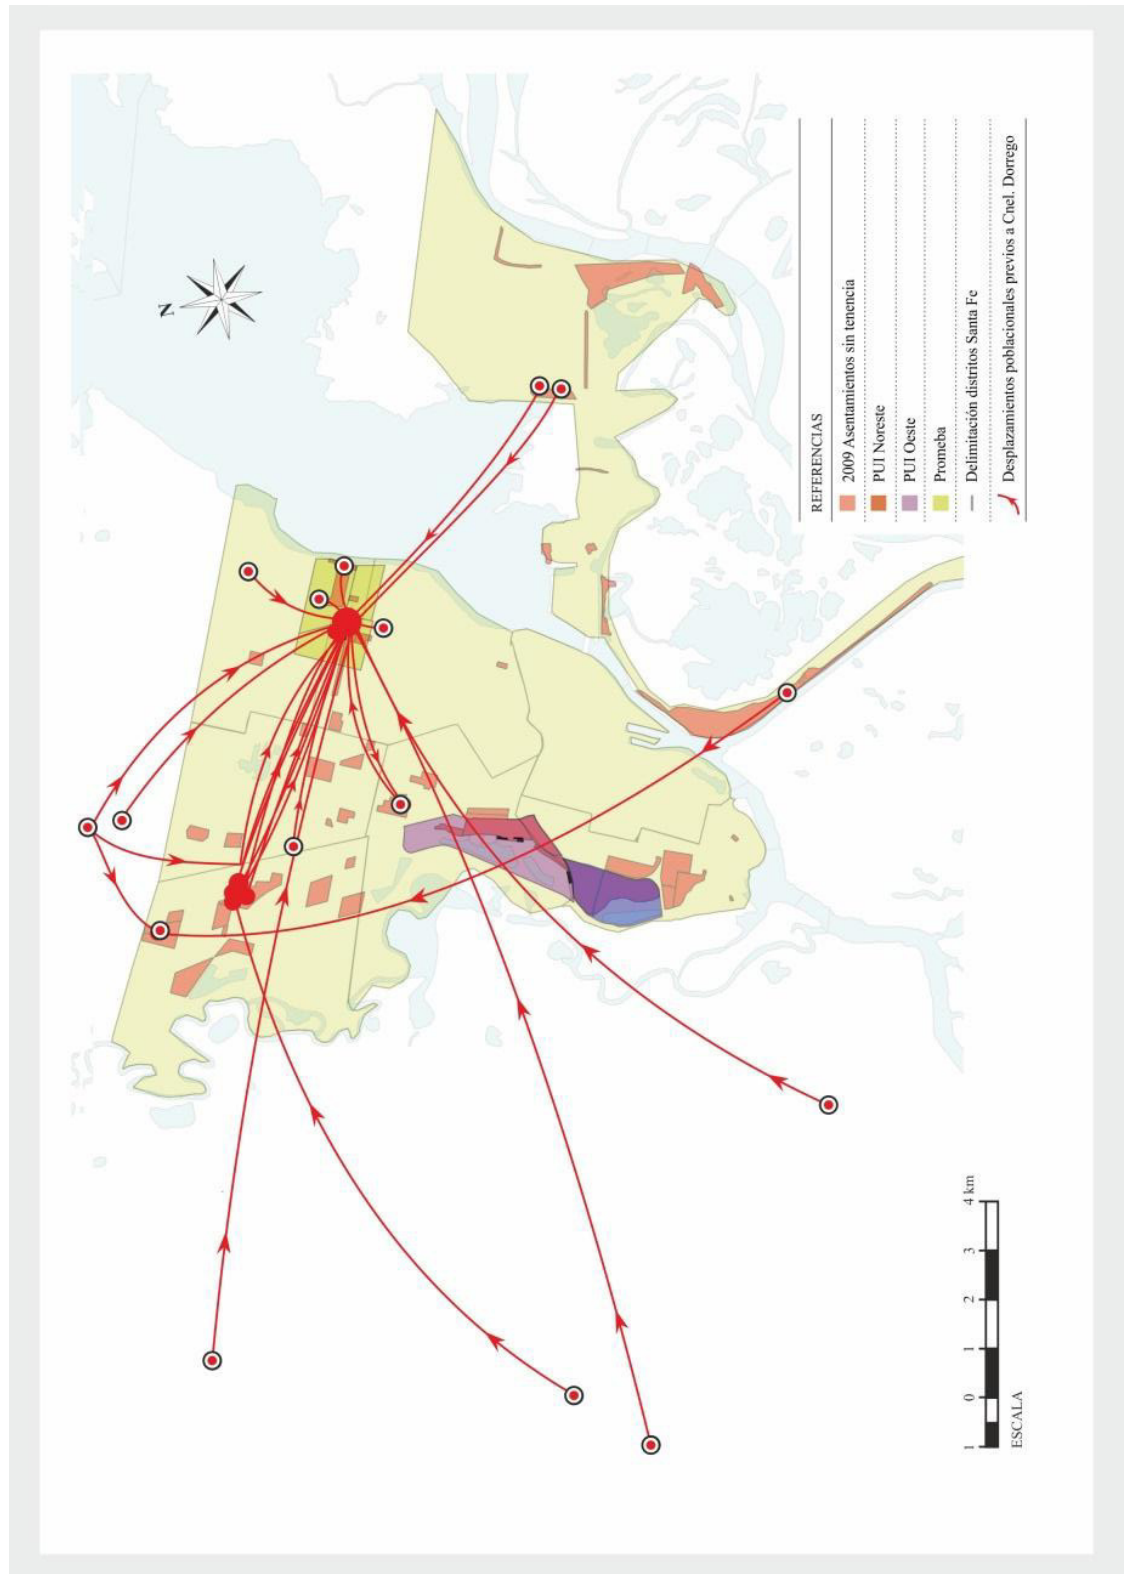 N
REFERENCIAS
2009 Asentamientos sin tenencia
PUI Noreste
PUI Oeste
Promeba
Delimitación distritos Santa Fe
Desplazamientos poblacionales previos a Cnel. Dorrego
1 0 1 2 3 4 km
ESCALA